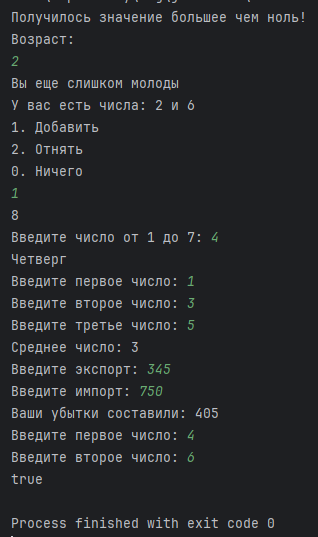 Получилось значение большее чем ноль!
Возраст:
2
Вы еще слишком молоды
У вас есть числа: 2 и 6
1. Добавить
2. Отнять
0. Ничего
1
8
Введите число от 1 до 7: 4
Четверг
Введите первое число: 1
Введите второе число: 3
Введите третье число: 5
Среднее число: 3
Введите экспорт: 345
Введите импорт: 750
Ваши убытки составили: 405
Введите первое число: 4
Введите второе число: 6
true
Process finished with exit code 0